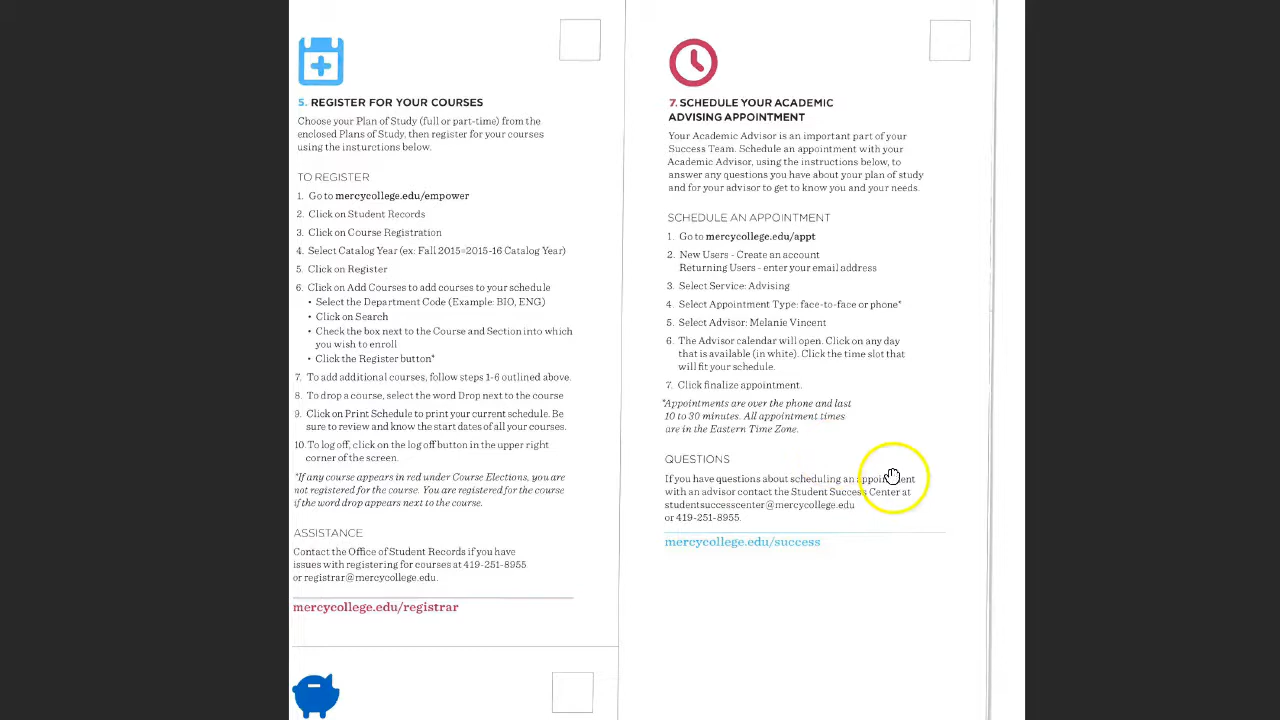 5. REGISTER FOR YOUR COURSES
Choose your Plan of Study (full or part-time) from the
enclosed Plans of Study, then register for your courses
using the insturctions below.
TO REGISTER
1. Go to mercycollege.edu/empower
2. Click on Student Records
3. Click on Course Registration
4. Select Catalog Year (ex: Fall 2015=2015-16 Catalog Year)
5. Click on Register
6. Click on Add Courses to add courses to your schedule
• Select the Department Code (Example: BIO, ENG)
• Click on Search
• Check the box next to the Course and Section into which
you wish to enroll
• Click the Register button*
7. To add additional courses, follow steps 1-6 outlined above.
8. To drop a course, select the word Drop next to the course
9. Click on Print Schedule to print your current schedule. Be
sure to review and know the start dates of all your courses.
10. To log off, click on the log off button in the upper right
corner of the screen.
*If any course appears in red under Course Elections, you are
not registered for the course. You are registered for the course
if the word drop appears next to the course.
ASSISTANCE
Contact the Office of Student Records if you have
issues with registering for courses at 419-251-8955
or registrar@mercycollege.edu.
mercycollege.edu/registrar
7. SCHEDULE YOUR ACADEMIC
ADVISING APPOINTMENT
Your Academic Advisor is an important part of your
Success Team. Schedule an appointment with your
Academic Advisor, using the instructions below, to
answer any questions you have about your plan of study
and for your advisor to get to know you and your needs.
SCHEDULE AN APPOINTMENT
1. Go to mercycollege.edu/appt
2. New Users - Create an account
Returning Users - enter your email address
3. Select Service: Advising
4. Select Appointment Type: face-to-face or phone*
5. Select Advisor: Melanie Vincent
6. The Advisor calendar will open. Click on any day
that is available (in white). Click the time slot that
will fit your schedule.
7. Click finalize appointment.
*Appointments are over the phone and last
10 to 30 minutes. All appointment times
are in the Eastern Time Zone.
QUESTIONS
If you have questions about scheduling an appointment
with an advisor contact the Student Success Center at
studentsuccesscenter@mercycollege.edu
or 419-251-8955.
mercycollege.edu/success